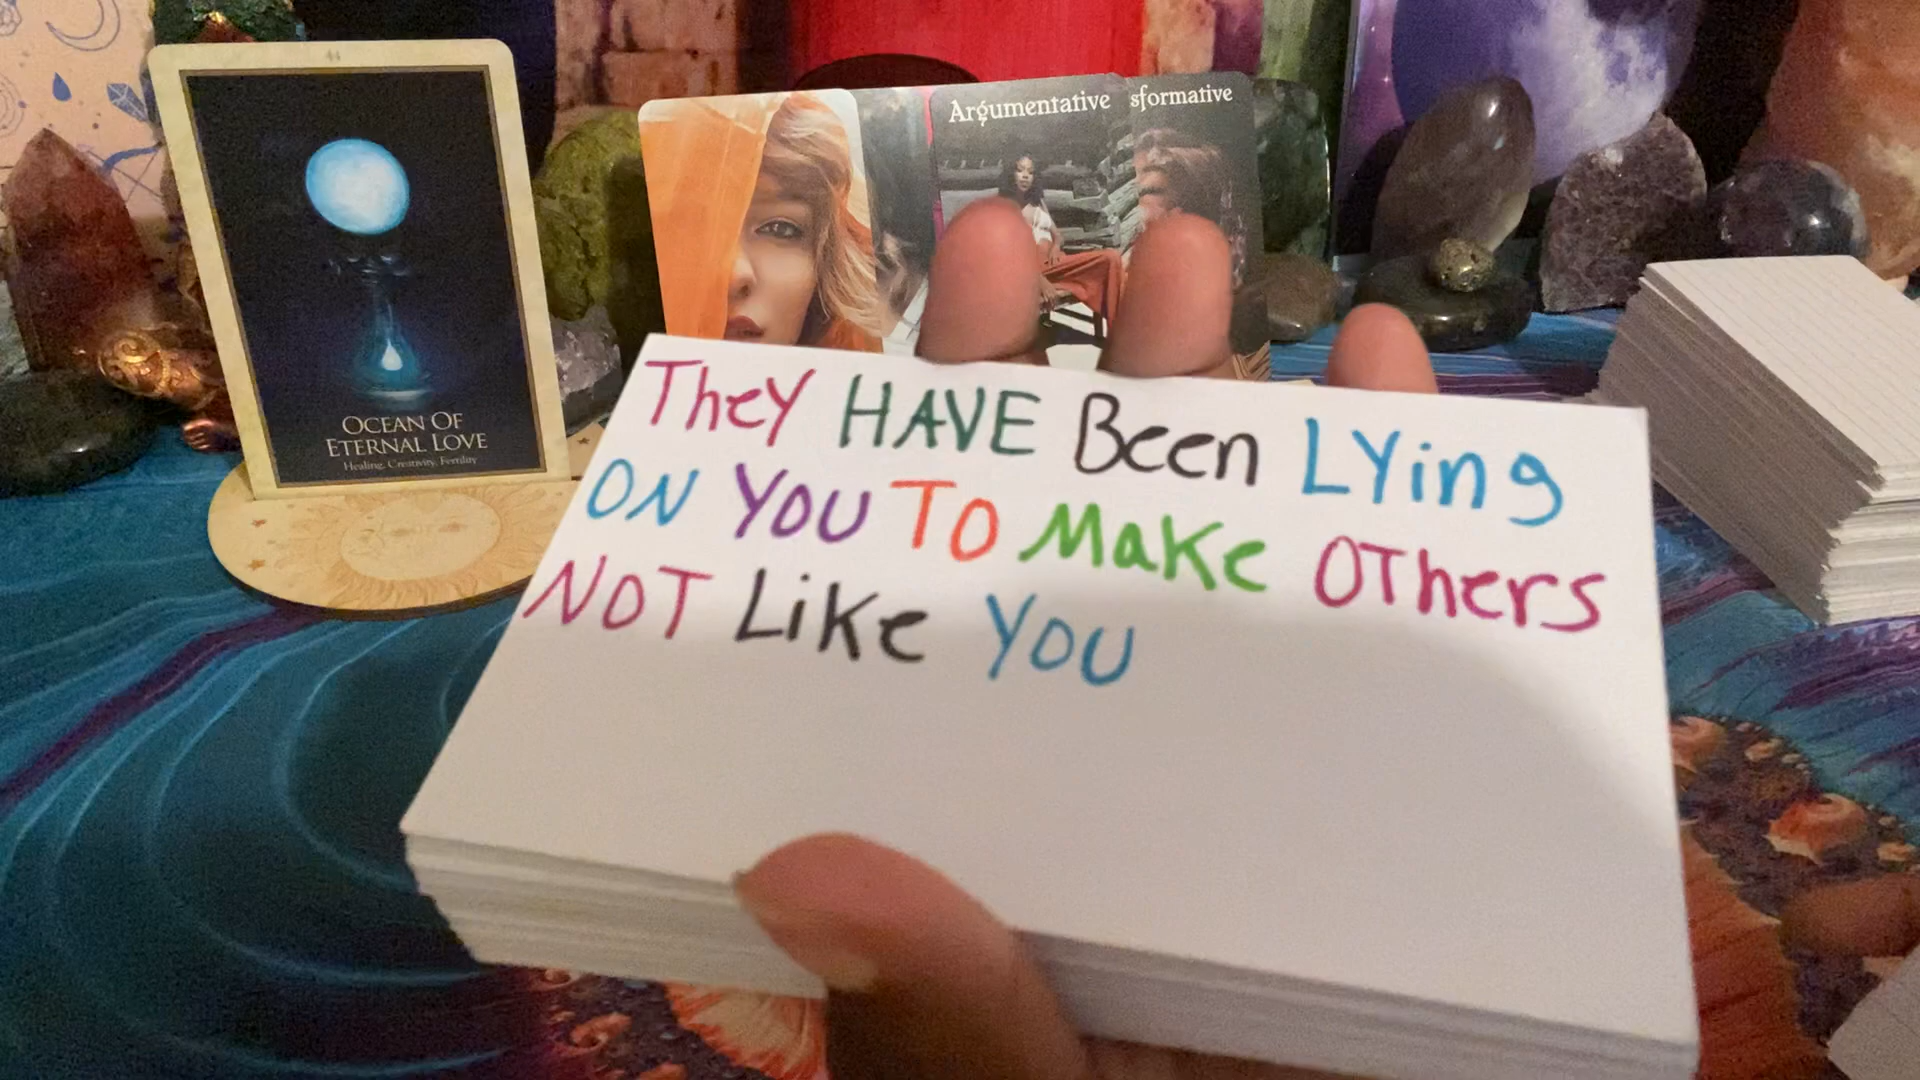 44
OCEAN OF
ETERNAL LOVE
Healing, Creativity, Fertility
Argumentative
sformative
THeY HAVE Been LYing
ON YOU TO MaKe OTHers
NOT LiKe YOU